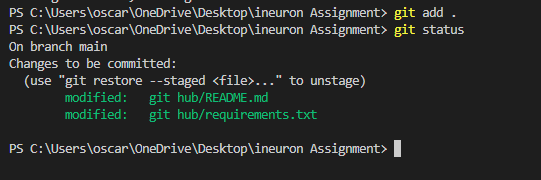 PS C:\Users\oscar\OneDrive\Desktop\ineuron Assignment> git add .
PS C:\Users\oscar\OneDrive\Desktop\ineuron Assignment> git status
On branch main
Changes to be committed:
  (use "git restore --staged <file>..." to unstage)
        modified:   git hub/README.md
        modified:   git hub/requirements.txt

PS C:\Users\oscar\OneDrive\Desktop\ineuron Assignment>